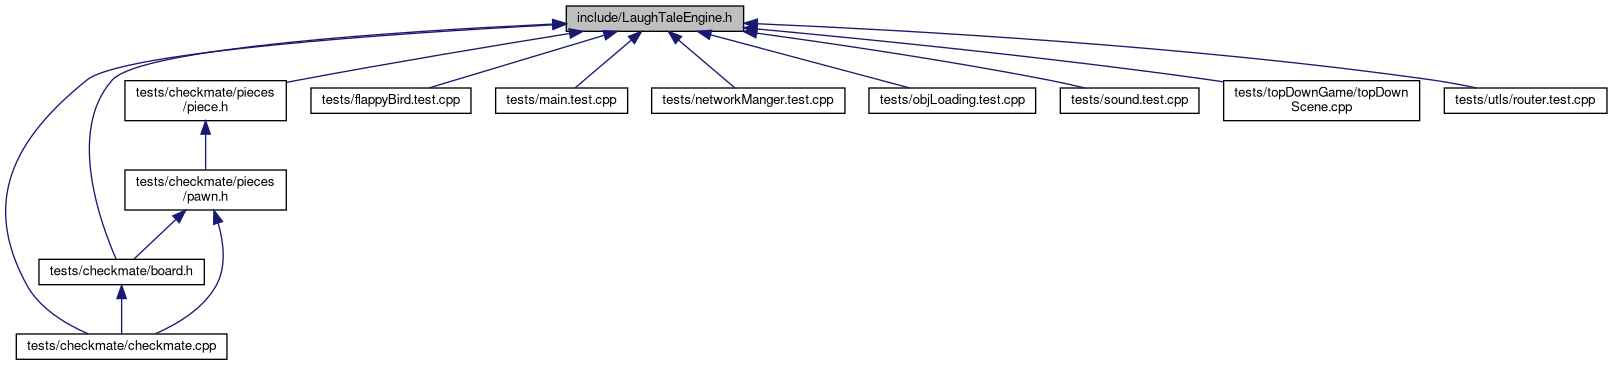 include/LaughTaleEngine.h
tests/checkmate/pieces
/piece.h
tests/flappyBird.test.cpp
tests/main.test.cpp
tests/networkManger.test.cpp
tests/objLoading.test.cpp
tests/sound.test.cpp
tests/topDownGame/topDown
Scene.cpp
tests/utls/router.test.cpp
tests/checkmate/pieces
/pawn.h
tests/checkmate/board.h
tests/checkmate/checkmate.cpp